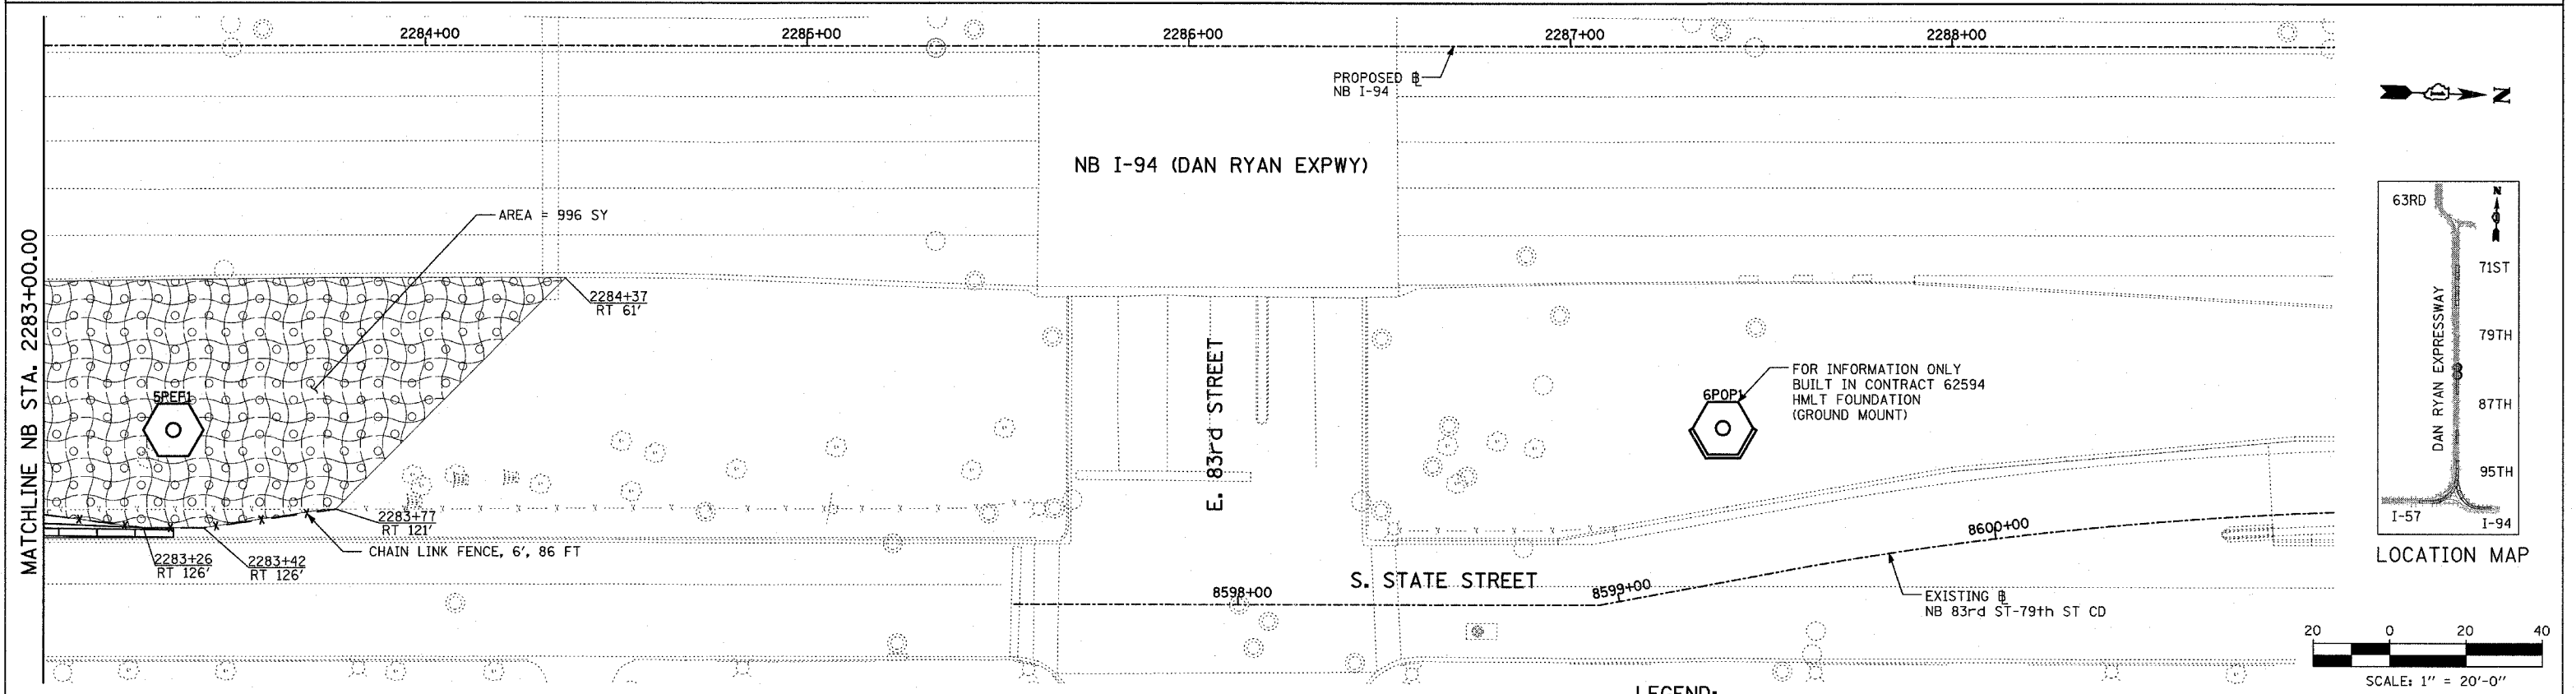 2284+00
2285+00
2286+00
2287+00
2288+00
PROPOSED ℄
NB I-94
N
NB I-94 (DAN RYAN EXPWY)
AREA = 996 SY
MATCHLINE NB STA. 2283+00.00
2284+37
RT 61'
5PEP1
6POP1
FOR INFORMATION ONLY
BUILT IN CONTRACT 62594
HMLT FOUNDATION
(GROUND MOUNT)
E. 83rd STREET
2283+77
RT 121'
CHAIN LINK FENCE, 6', 86 FT
2283+26
RT 126'
2283+42
RT 126'
S. STATE STREET
8598+00
8599+00
8600+00
EXISTING ℄
NB 83rd ST-79th ST CD
63RD
N
71ST
79TH
DAN RYAN EXPRESSWAY
87TH
95TH
I-57
I-94
LOCATION MAP
20 0 20 40
SCALE: 1" = 20'-0"
LEGEND: